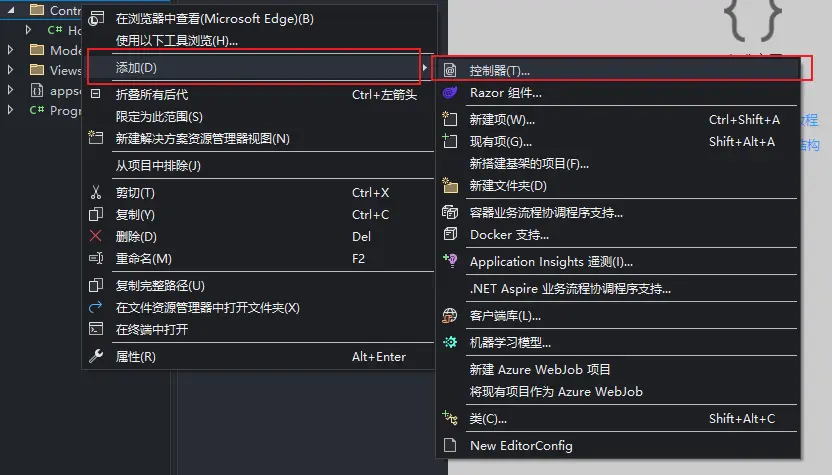 Contr
Ho
Mode
Views
appse
Progr
在浏览器中查看(Microsoft Edge)(B)
使用以下工具浏览(H)...
添加(D)
折叠所有后代 Ctrl+左箭头
限定为此范围(S)
新建解决方案资源管理器视图(N)
从项目中排除(J)
剪切(T) Ctrl+X
复制(Y) Ctrl+C
删除(D) Del
重命名(M) F2
复制完整路径(U)
在文件资源管理器中打开文件夹(X)
在终端中打开
属性(R) Alt+Enter
控制器(T)...
Razor 组件...
新建项(W)... Ctrl+Shift+A
现有项(G)... Shift+Alt+A
新搭建基架的项目(F)...
新建文件夹(D)
容器业务流程协调程序支持...
Docker 支持...
Application Insights 遥测(I)...
.NET Aspire 业务流程协调程序支持...
客户端库(L)...
机器学习模型...
新建 Azure WebJob 项目
将现有项目作为 Azure WebJob
类(C)... Shift+Alt+C
New EditorConfig
教程
结构